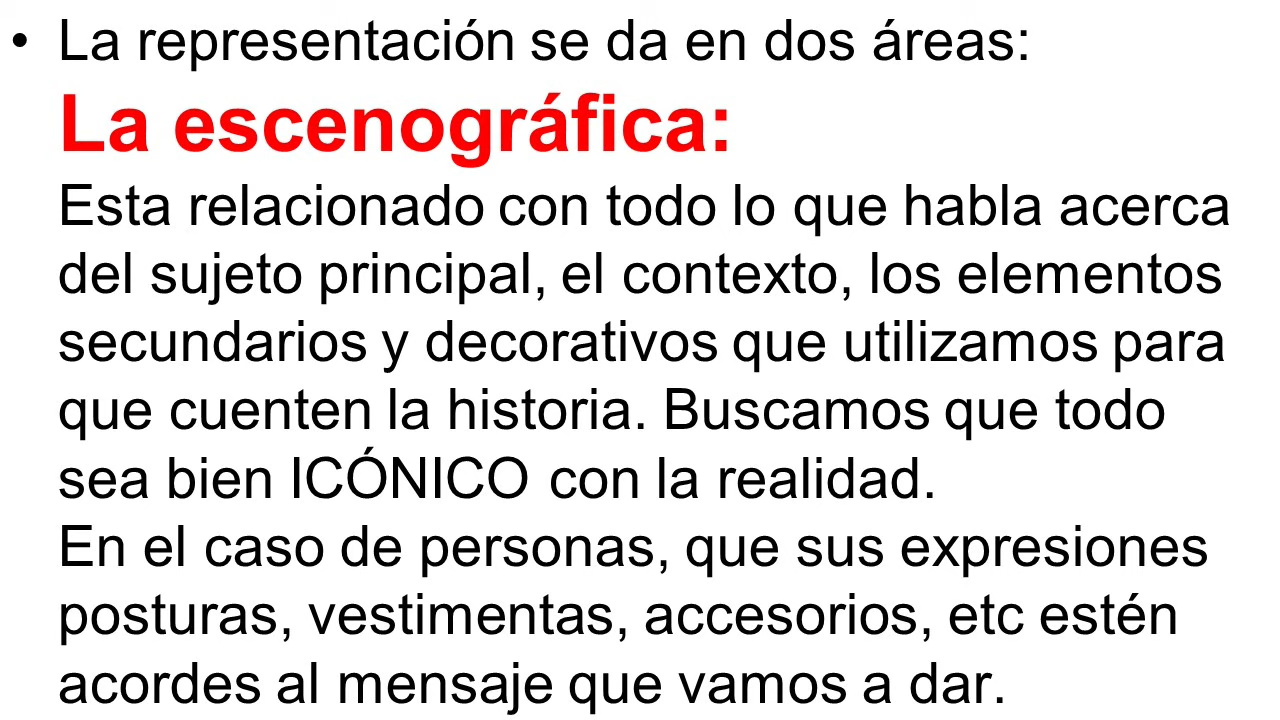 • La representación se da en dos áreas:
La escenográfica:
Esta relacionado con todo lo que habla acerca
del sujeto principal, el contexto, los elementos
secundarios y decorativos que utilizamos para
que cuenten la historia. Buscamos que todo
sea bien ICÓNICO con la realidad.
En el caso de personas, que sus expresiones
posturas, vestimentas, accesorios, etc estén
acordes al mensaje que vamos a dar.